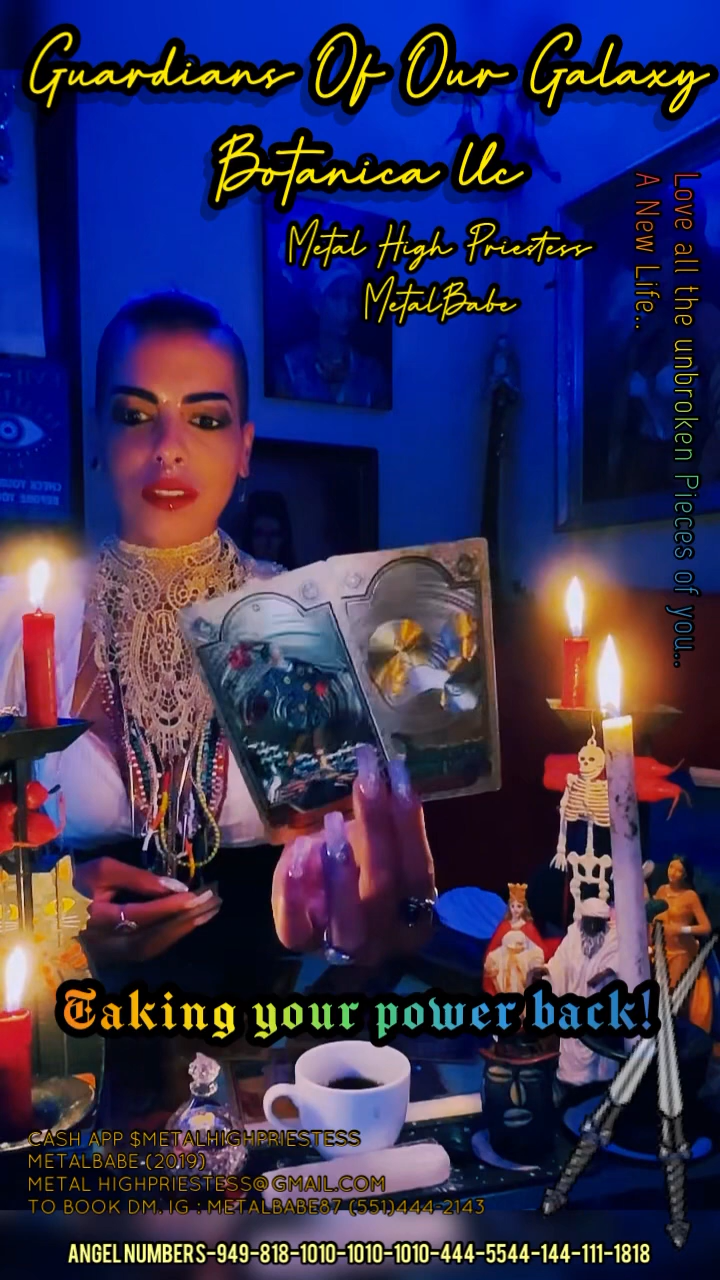 Guardians Of Our Galaxy
Botanica llc
Metal High Priestess
MetalBabe
Love all the unbroken Pieces of you..
A New Life..
Taking your power back!
CASH APP $METALHIGHPRIESTESS
METALBABE (2019)
METAL HIGHPRIESTESS@GMAIL.COM
TO BOOK DM. IG : METALBABE87 (551)444-2143
ANGEL NUMBERS-949-818-1010-1010-1010-444-5544-144-111-1818